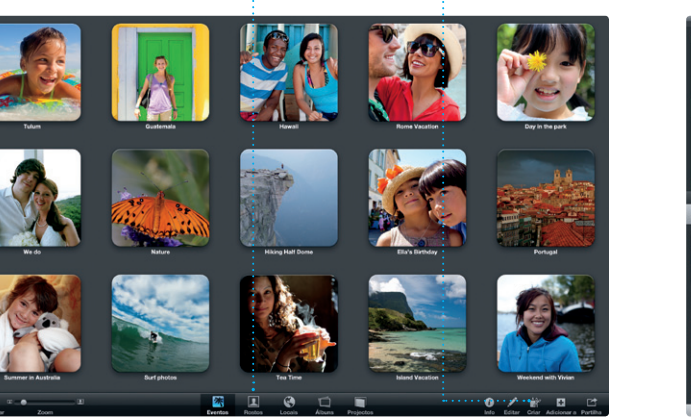 Tulum
Guatemala
Hawaii
Rome Vacation
Day in the park
We do
Nature
Hiking Half Dome
Ella's Birthday
Portugal
Summer in Australia
Surf photos
Tea Time
Island Vacation
Weekend with Vivian
Zoom
Eventos
Rostos
Locais
Álbuns
Projectos
Info
Editar
Criar
Adicionar a
Partilha